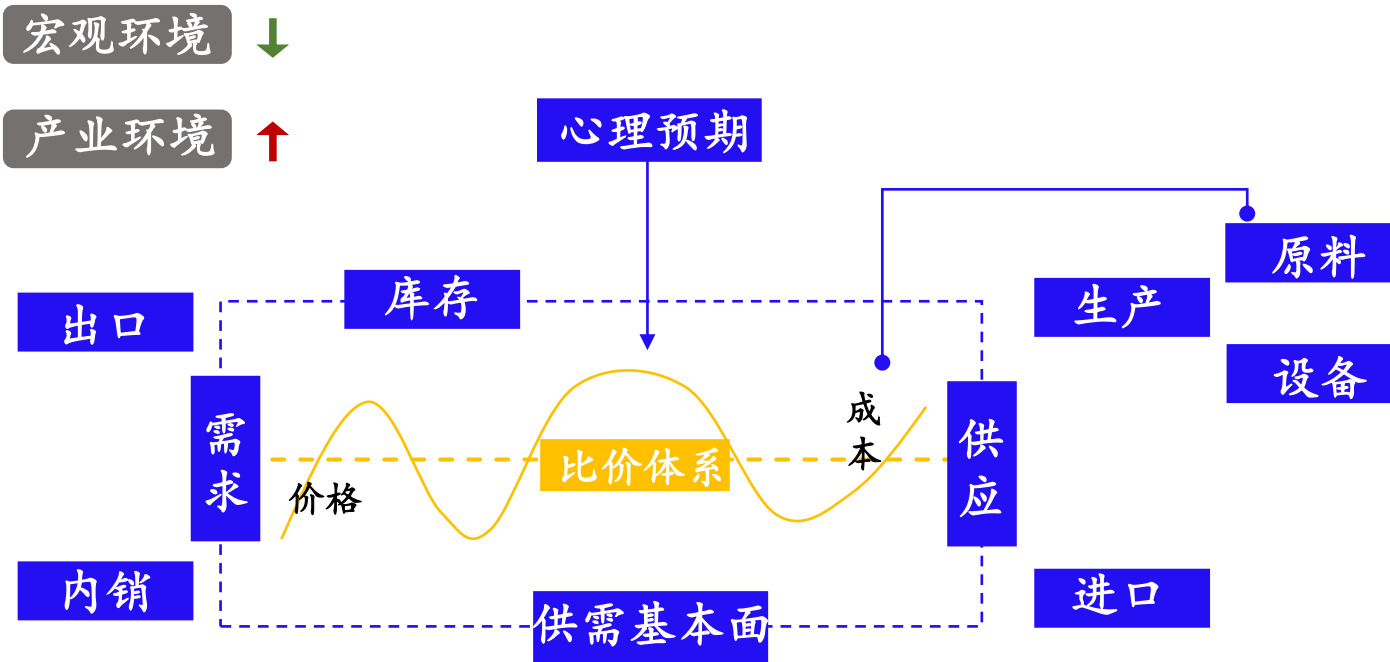 宏观环境
产业环境
心理预期
原料
库存
生产
出口
设备
成
本
需
求
供
应
比价体系
价格
内销
进口
供需基本面